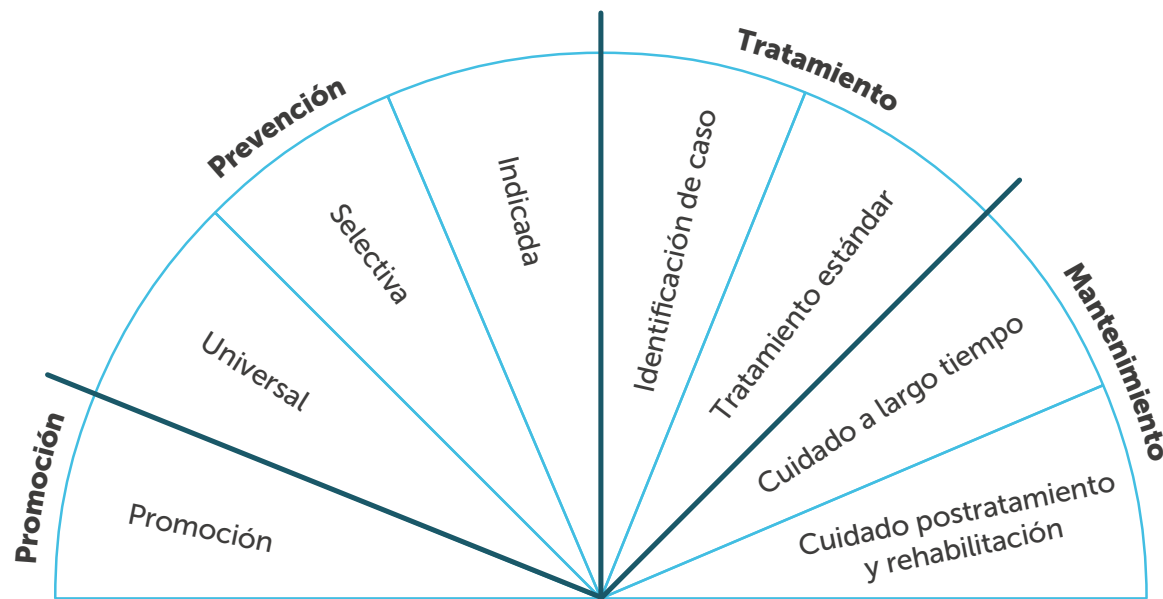 Promoción
Promoción
Prevención
Universal
Selectiva
Indicada
Tratamiento
Identificación de caso
Tratamiento estándar
Mantenimiento
Cuidado a largo tiempo
Cuidado postratamiento
y rehabilitación